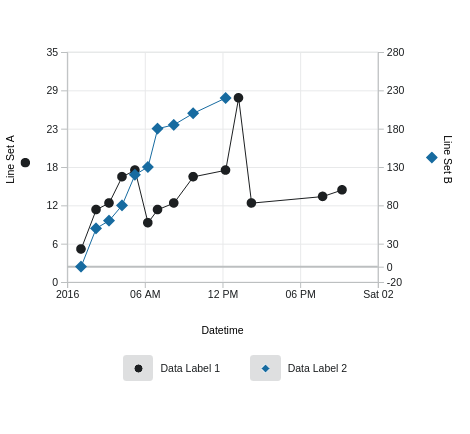 35 280
29 230
23 180
18 130
12 80
6 30
0
0 -20
Line Set A
Line Set B
2016 06 AM 12 PM 06 PM Sat 02
Datetime
Data Label 1 Data Label 2